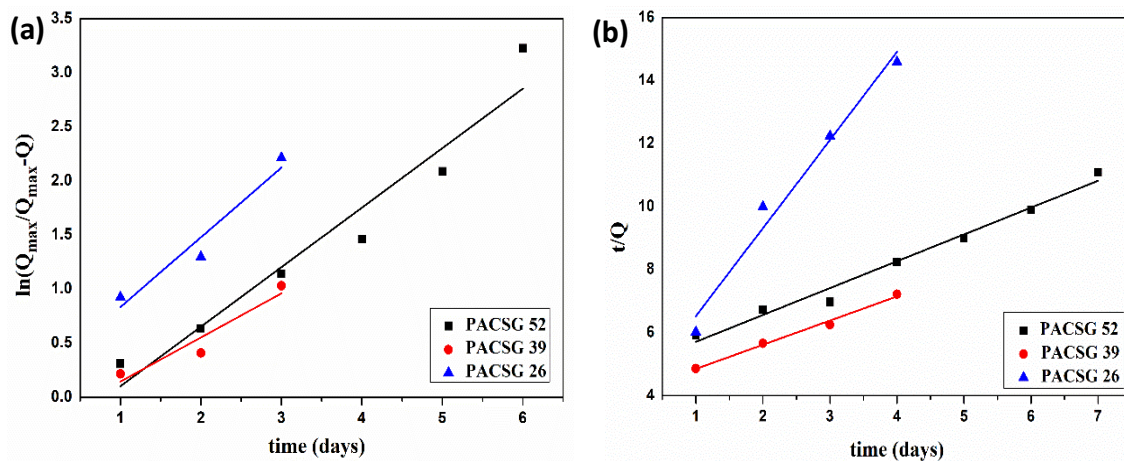 (a)
3.5
3.0
2.5
2.0
1.5
1.0
0.5
0.0
ln(Qmax/Qmax-Q)
1 2 3 4 5 6
time (days)
PACSG 52
PACSG 39
PACSG 26
(b)
16
14
12
10
8
6
4
t/Q
1 2 3 4 5 6 7
time (days)
PACSG 52
PACSG 39
PACSG 26